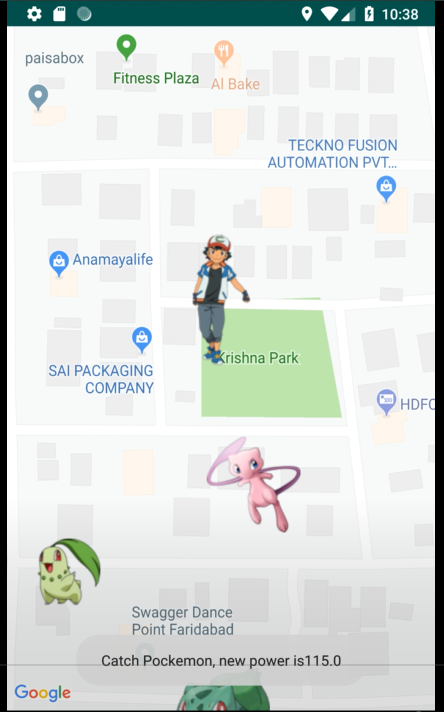 10:38
paisabox
Fitness Plaza
Al Bake
TECKNO FUSION
AUTOMATION PVT...
Anamayalife
Krishna Park
SAI PACKAGING
COMPANY
HDFC
Swagger Dance
Point Faridabad
Catch Pockemon, new power is115.0
Google